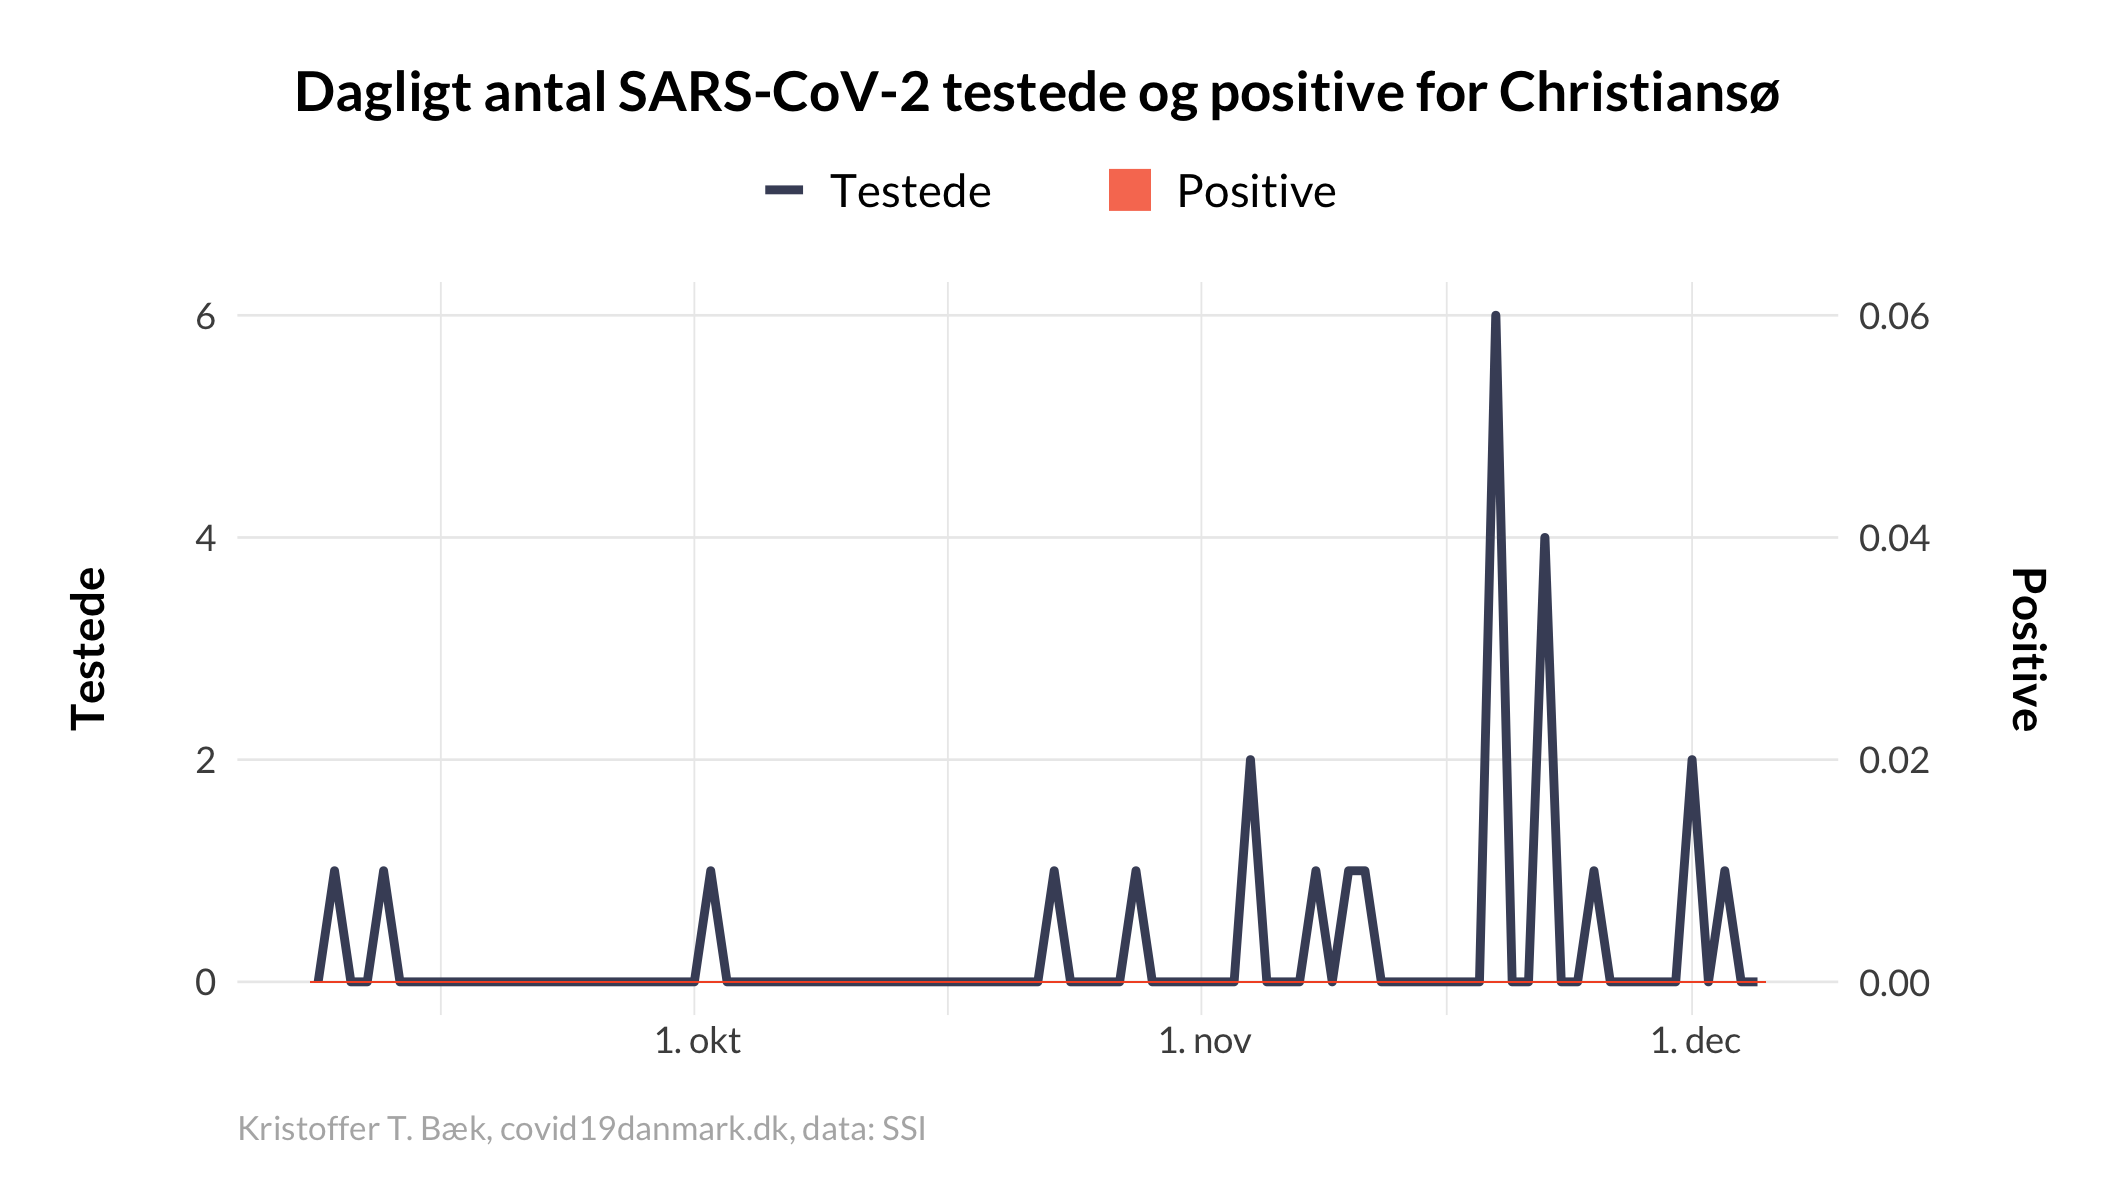 Dagligt antal SARS-CoV-2 testede og positive for Christiansø
Testede
Positive
6
4
2
0
Testede
0.06
0.04
0.02
0.00
Positive
1. okt
1. nov
1. dec
Kristoffer T. Bæk, covid19danmark.dk, data: SSI